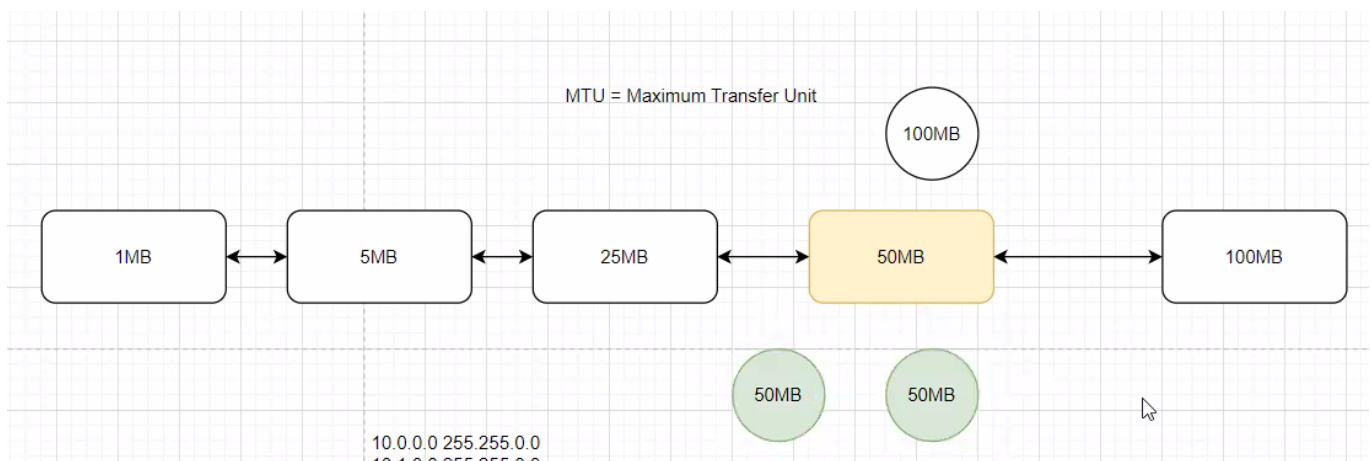 MTU = Maximum Transfer Unit
100MB
1MB
5MB
25MB
50MB
100MB
50MB
50MB
10.0.0.0 255.255.0.0